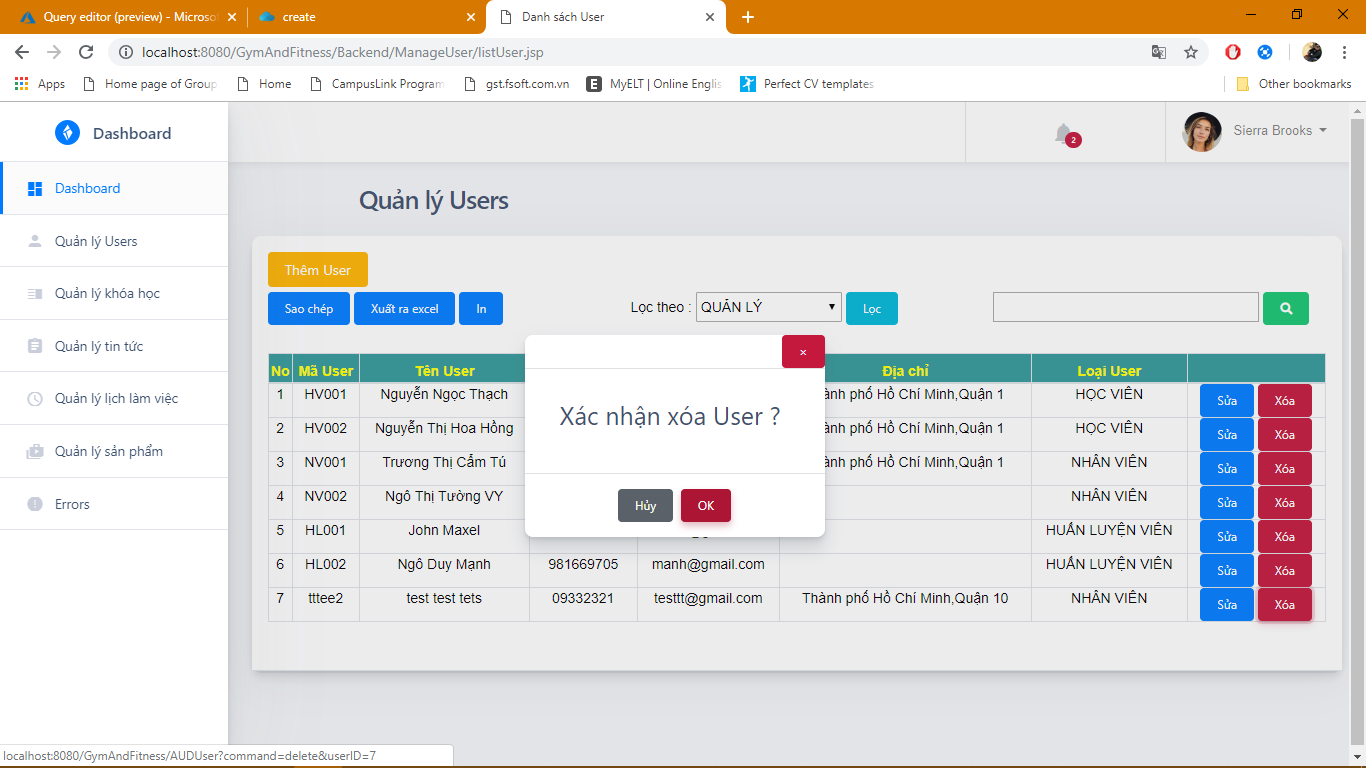 Query editor (preview) - Microso
create
Danh sách User
localhost:8080/GymAndFitness/Backend/ManageUser/listUser.jsp
Apps
Home page of Group
Home
CampusLink Program
gst.fsoft.com.vn
MyELT | Online Englis
Perfect CV templates
Other bookmarks
Dashboard
2
Sierra Brooks
Dashboard
Quản lý Users
Quản lý khóa học
Quản lý tin tức
Quản lý lịch làm việc
Quản lý sản phẩm
Errors
Quản lý Users
Thêm User
Sao chép Xuất ra excel In
Lọc theo : QUẢN LÝ Lọc
No Mã User Tên User Địa chỉ Loại User
1 HV001 Nguyễn Ngọc Thạch ành phố Hồ Chí Minh,Quận 1 HỌC VIÊN Sửa Xóa
2 HV002 Nguyễn Thị Hoa Hồng ành phố Hồ Chí Minh,Quận 1 HỌC VIÊN Sửa Xóa
3 NV001 Trương Thị Cẩm Tú ành phố Hồ Chí Minh,Quận 1 NHÂN VIÊN Sửa Xóa
4 NV002 Ngô Thị Tường VY NHÂN VIÊN Sửa Xóa
5 HL001 John Maxel HUẤN LUYỆN VIÊN Sửa Xóa
6 HL002 Ngô Duy Mạnh 981669705 manh@gmail.com HUẤN LUYỆN VIÊN Sửa Xóa
7 tttee2 test test tets 09332321 testtt@gmail.com Thành phố Hồ Chí Minh,Quận 10 NHÂN VIÊN Sửa Xóa
×
Xác nhận xóa User ?
Hủy OK
localhost:8080/GymAndFitness/AUDUser?command=delete&userID=7